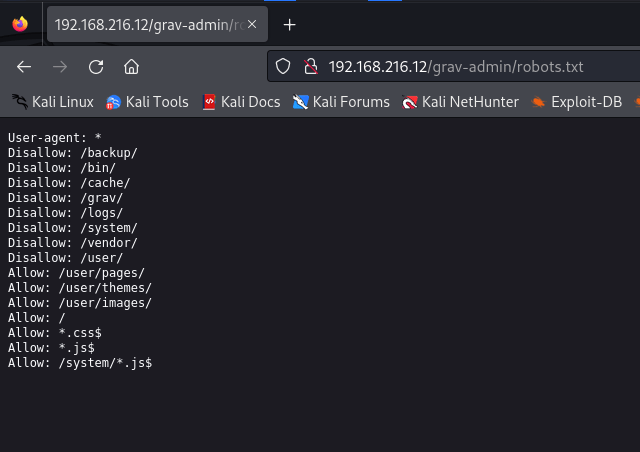 192.168.216.12/grav-admin/ro
192.168.216.12/grav-admin/robots.txt
Kali Linux Kali Tools Kali Docs Kali Forums Kali NetHunter Exploit-DB
User-agent: *
Disallow: /backup/
Disallow: /bin/
Disallow: /cache/
Disallow: /grav/
Disallow: /logs/
Disallow: /system/
Disallow: /vendor/
Disallow: /user/
Allow: /user/pages/
Allow: /user/themes/
Allow: /user/images/
Allow: /
Allow: *.css$
Allow: *.js$
Allow: /system/*.js$